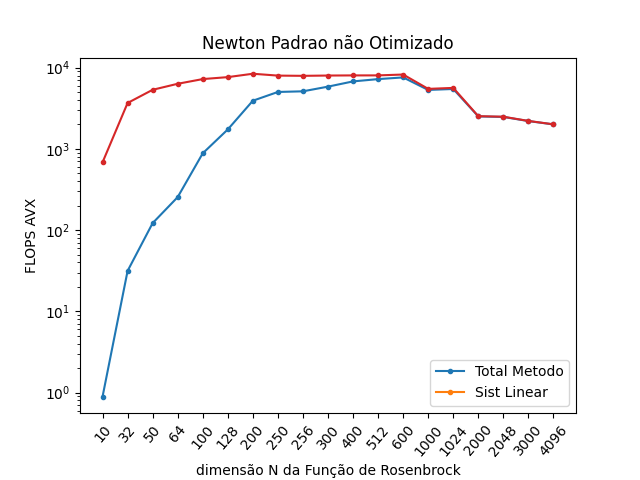 Newton Padrao não Otimizado
FLOPS AVX
10⁴
10³
10²
10¹
10⁰
Total Metodo
Sist Linear
10 32 50 64 100 128 200 250 256 300 400 512 600 1000 1024 2000 2048 3000 4096
dimensão N da Função de Rosenbrock